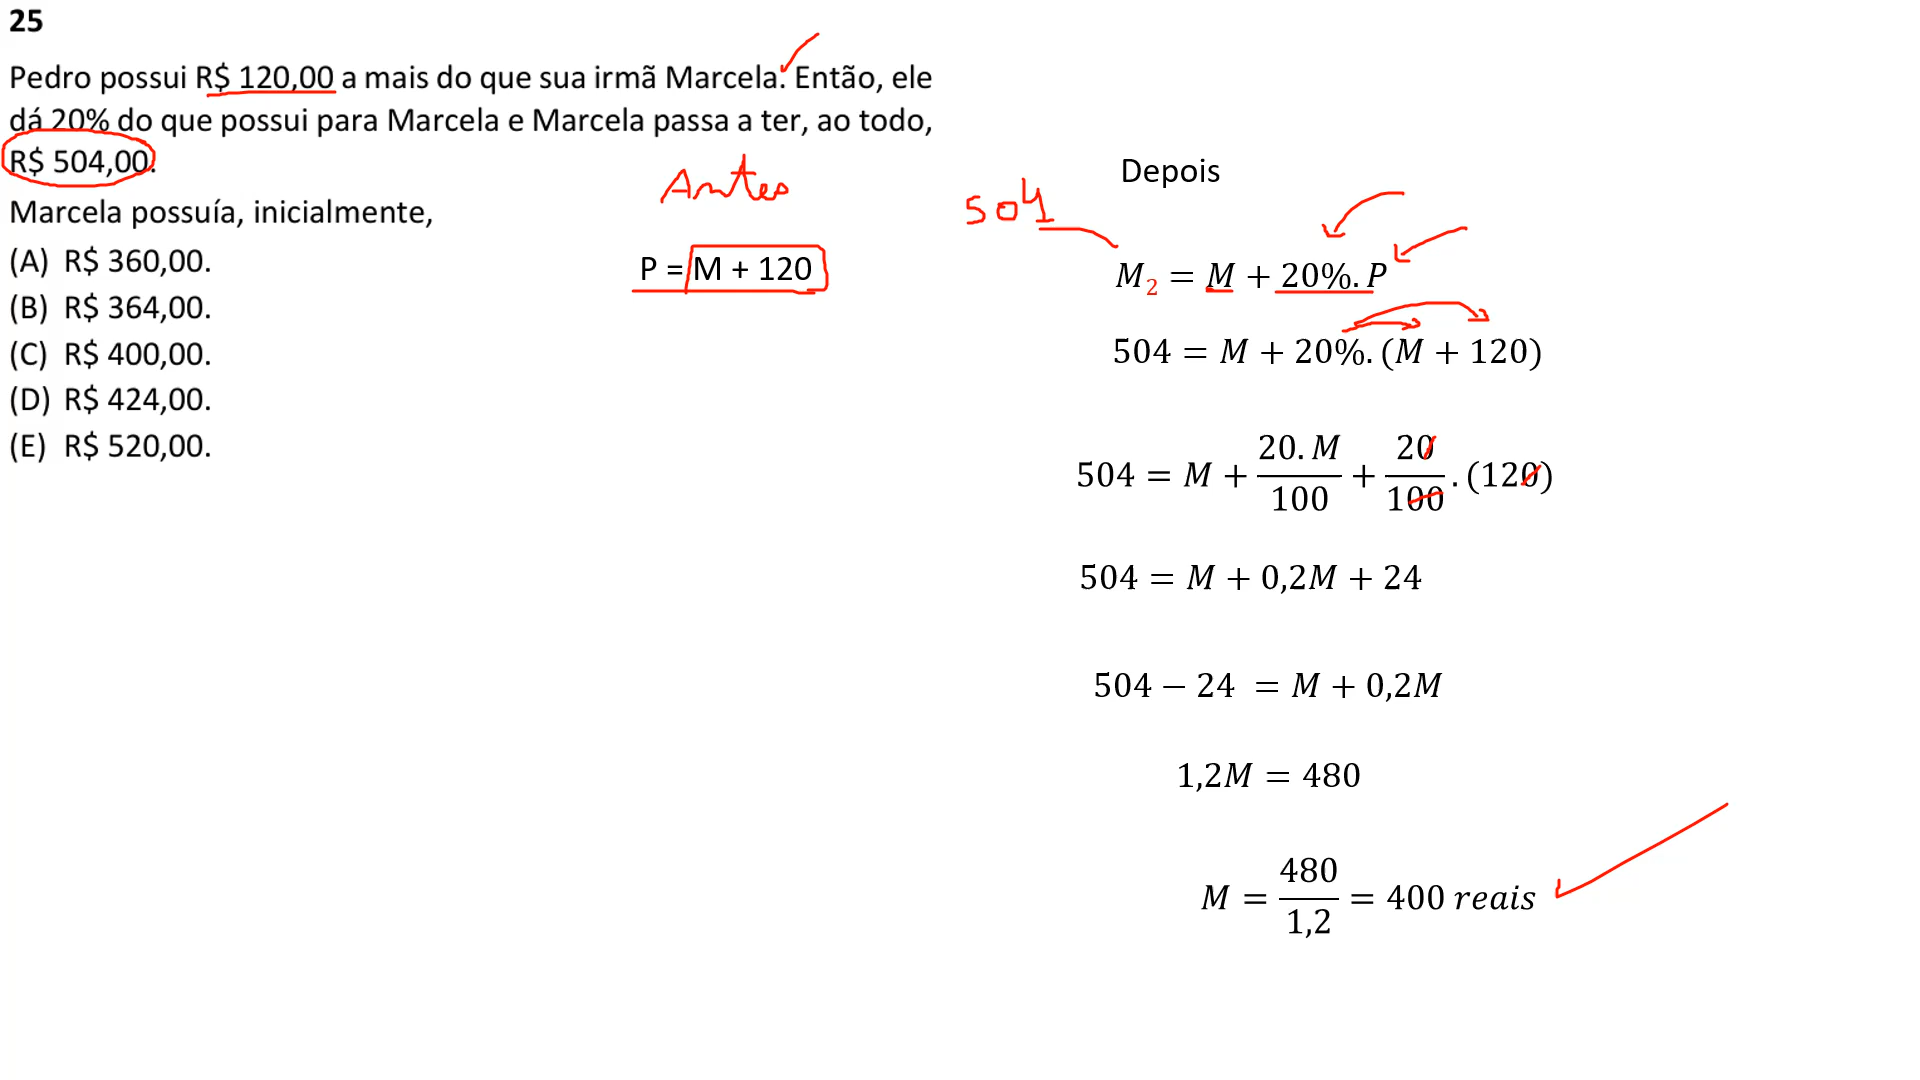 25
Pedro possui R$ 120,00 a mais do que sua irmã Marcela. Então, ele
dá 20% do que possui para Marcela e Marcela passa a ter, ao todo,
R$ 504,00.
Marcela possuía, inicialmente,
(A) R$ 360,00.
(B) R$ 364,00.
(C) R$ 400,00.
(D) R$ 424,00.
(E) R$ 520,00.
Antes
P = M + 120
Depois
504
M₂ = M + 20%. P
504 = M + 20%. (M + 120)
504 = M + 20. M/100 + 20/100 . (120)
504 = M + 0,2M + 24
504 − 24 = M + 0,2M
1,2M = 480
M = 480/1,2 = 400 reais